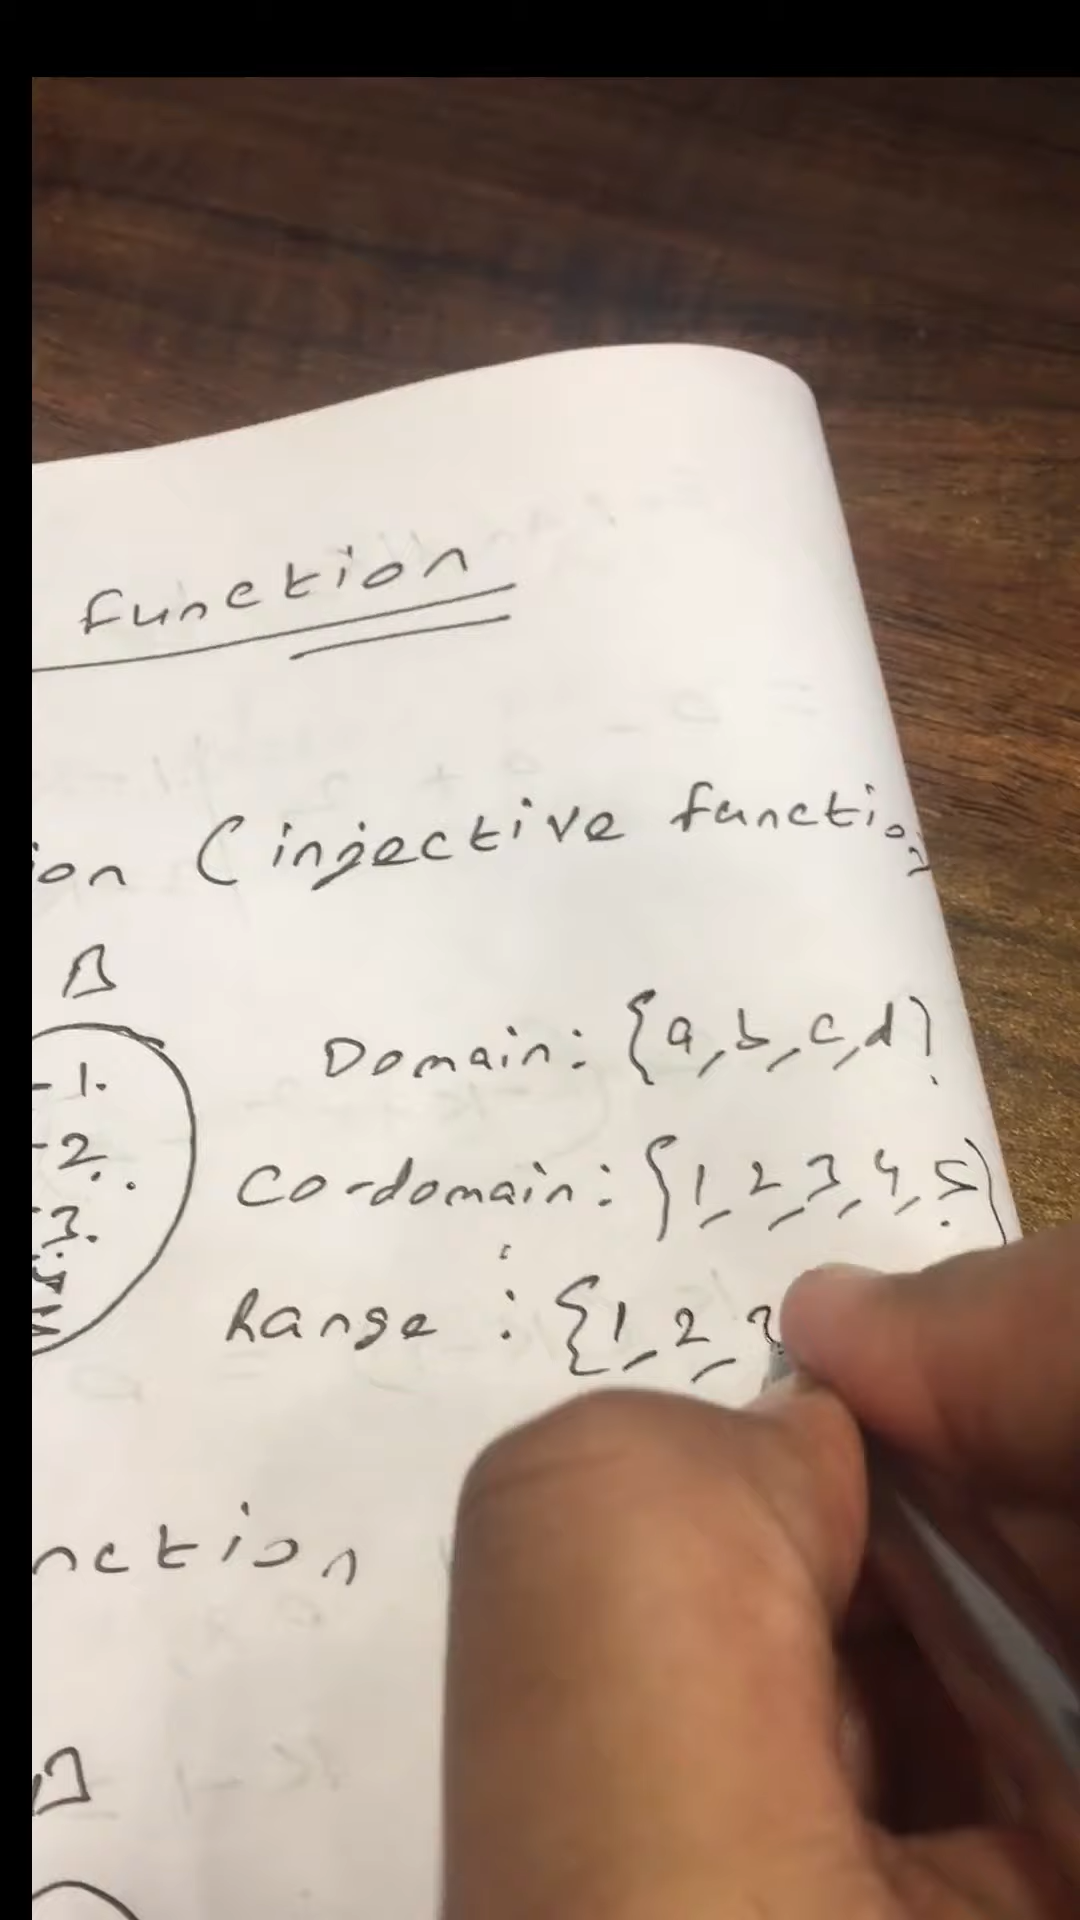 function
on (injective function
B
Domain: {a, b, c, d}
1.
2.
Co-domain: {1, 2, 3, 4, 5}
3.
Range : {1, 2
nction